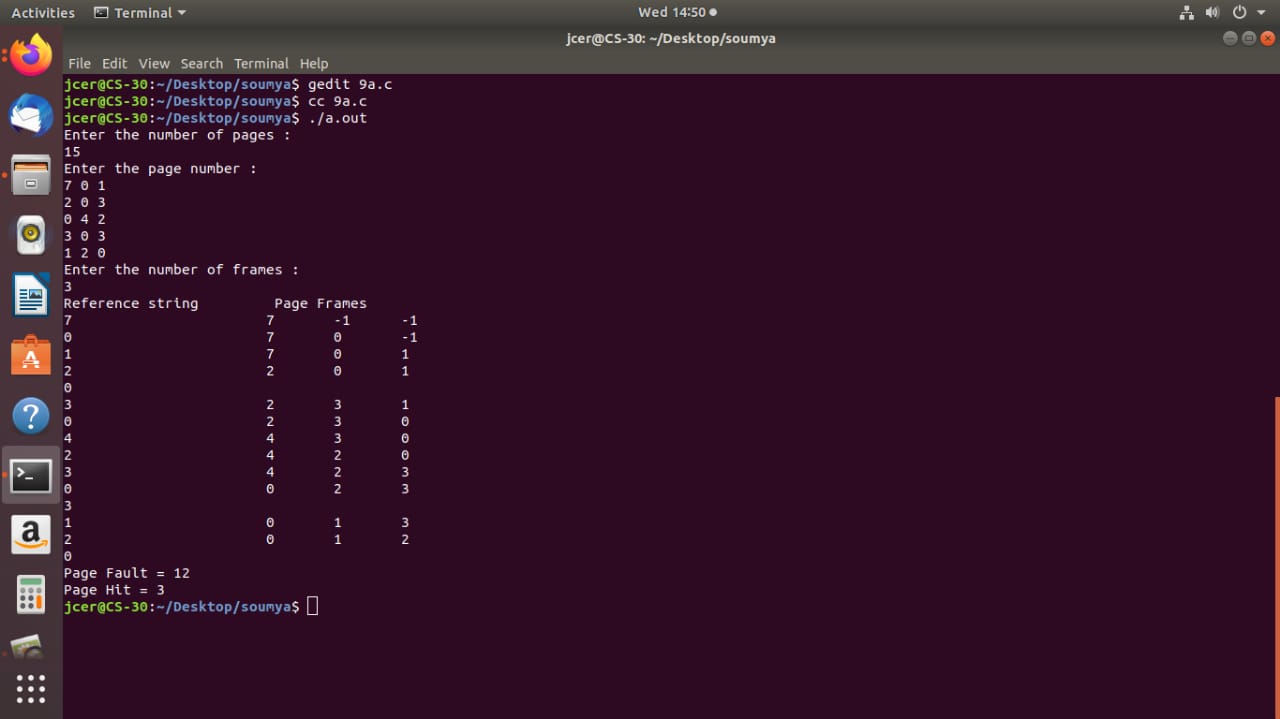 Activities Terminal Wed 14:50
jcer@CS-30: ~/Desktop/soumya
File Edit View Search Terminal Help
jcer@CS-30:~/Desktop/soumya$ gedit 9a.c
jcer@CS-30:~/Desktop/soumya$ cc 9a.c
jcer@CS-30:~/Desktop/soumya$ ./a.out
Enter the number of pages :
15
Enter the page number :
7 0 1
2 0 3
0 4 2
3 0 3
1 2 0
Enter the number of frames :
3
Reference string Page Frames
7 7 -1 -1
0 7 0 -1
1 7 0 1
2 2 0 1
0
3 2 3 1
0 2 3 0
4 4 3 0
2 4 2 0
3 4 2 3
0 0 2 3
3
1 0 1 3
2 0 1 2
0
Page Fault = 12
Page Hit = 3
jcer@CS-30:~/Desktop/soumya$